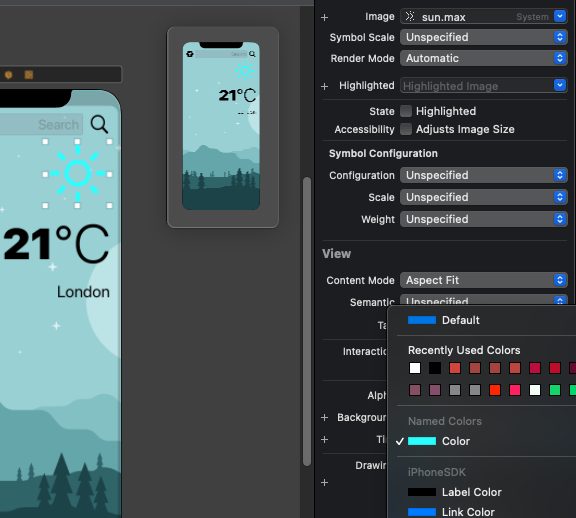 Image sun.max System
Symbol Scale Unspecified
Render Mode Automatic
Highlighted Highlighted Image
State Highlighted
Accessibility Adjusts Image Size
Symbol Configuration
Configuration Unspecified
Scale Unspecified
Weight Unspecified
View
Content Mode Aspect Fit
Semantic Unspecified
Ta
Interactio
Alph
Backgroun
Ti
Drawin
Default
Recently Used Colors
Named Colors
Color
iPhoneSDK
Label Color
Link Color
Search
21°C
London
21°C